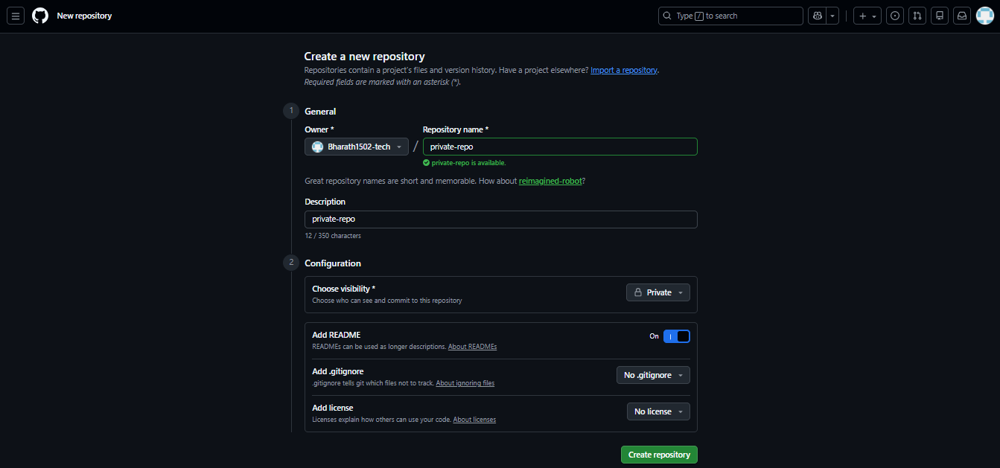 New repository
Type / to search
Create a new repository
Repositories contain a project's files and version history. Have a project elsewhere? Import a repository.
Required fields are marked with an asterisk (*).
1 General
Owner * Repository name *
Bharath1502-tech / private-repo
private-repo is available.
Great repository names are short and memorable. How about reimagined-robot?
Description
private-repo
12 / 350 characters
2 Configuration
Choose visibility *
Choose who can see and commit to this repository
Private
Add README
READMEs can be used as longer descriptions. About READMEs
On
Add .gitignore
.gitignore tells git which files not to track. About ignoring files
No .gitignore
Add license
Licenses explain how others can use your code. About licenses
No license
Create repository